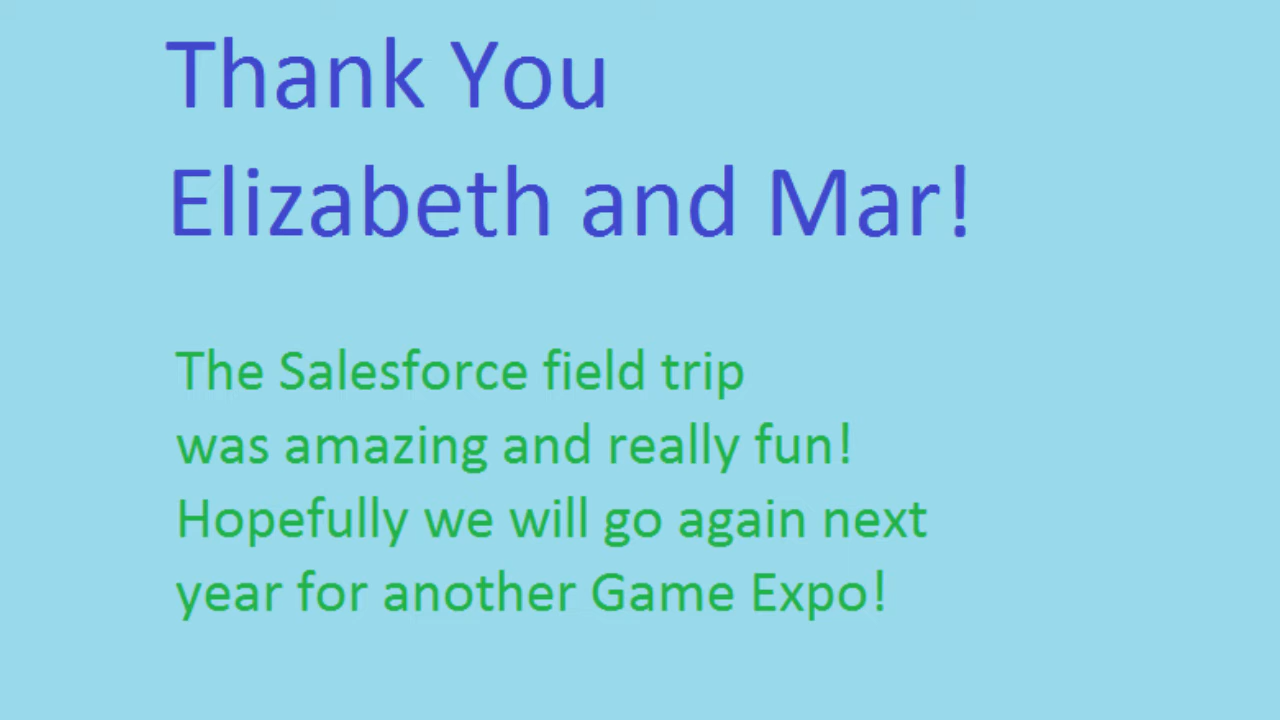 Thank You
Elizabeth and Mar!
The Salesforce field trip
was amazing and really fun!
Hopefully we will go again next
year for another Game Expo!